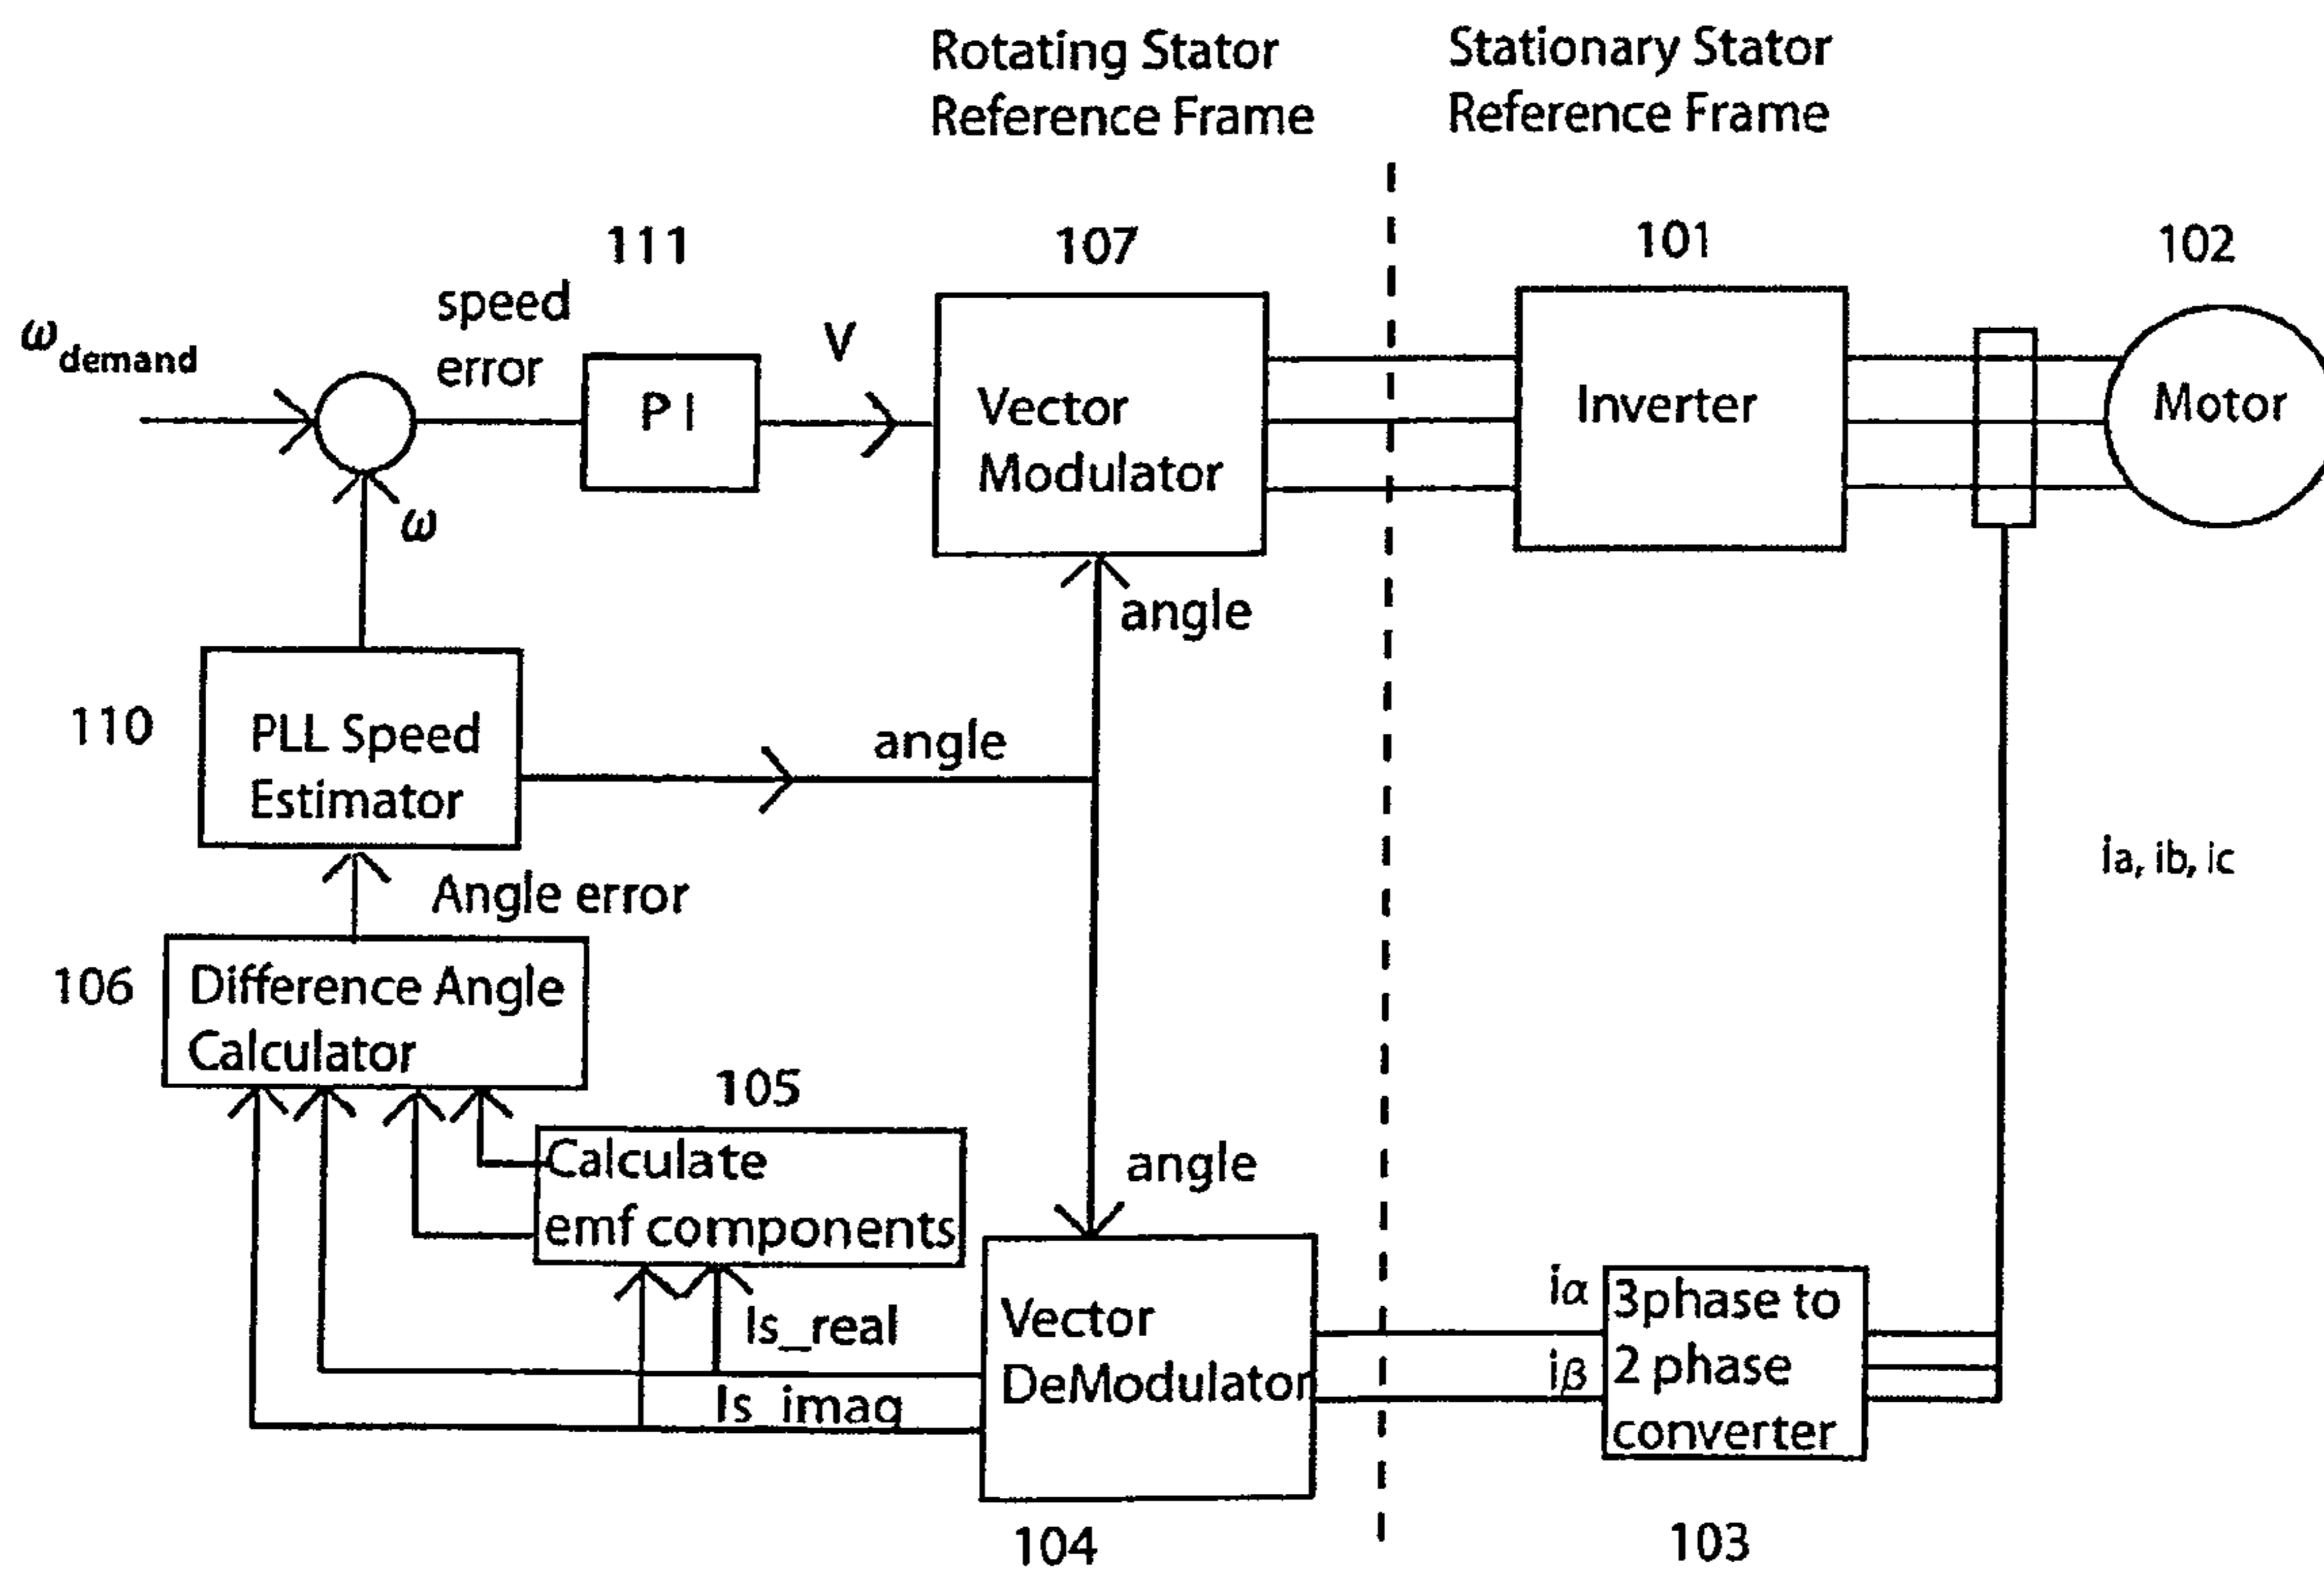 Rotating Stator
Reference Frame
Stationary Stator
Reference Frame
111
107
101
102
ωdemand
speed
error
PI
V
Vector
Modulator
Inverter
Motor
ω
angle
110
PLL Speed
Estimator
angle
ia, ib, ic
Angle error
106
Difference Angle
Calculator
105
Calculate
emf components
angle
Is_real
Is_imag
Vector
DeModulator
iα
iβ
3phase to
2 phase
converter
104
103